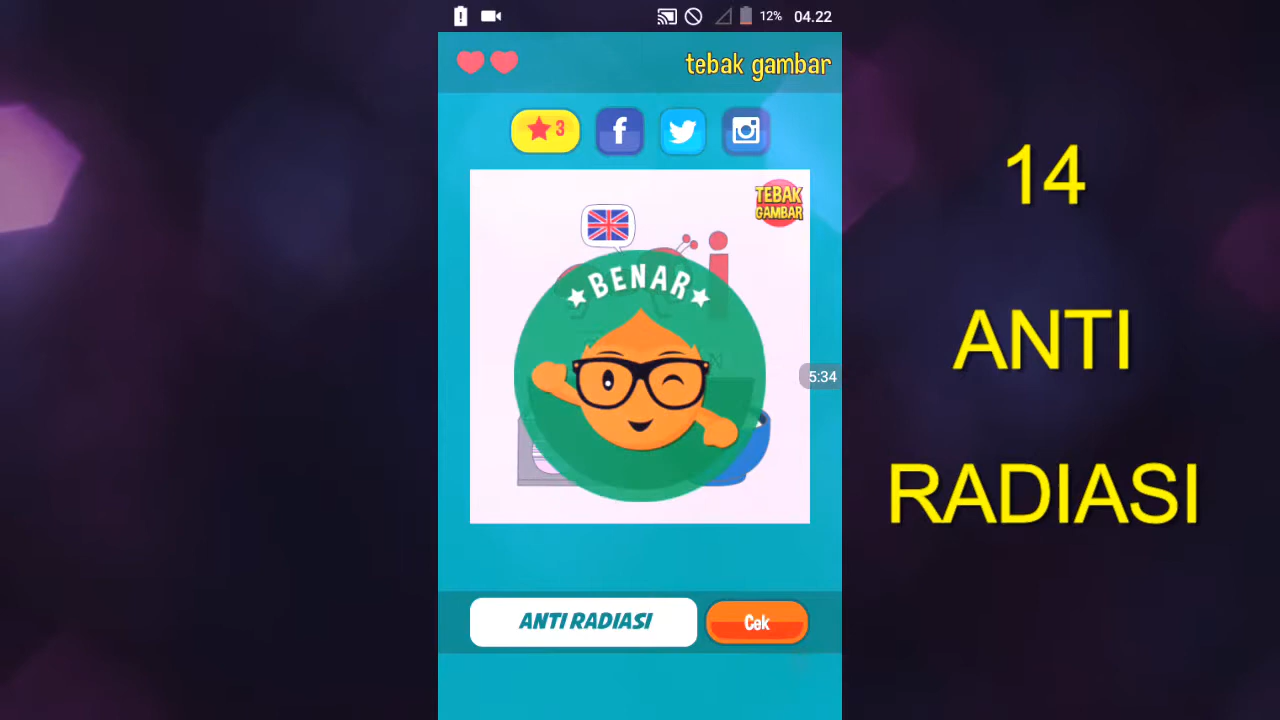 12% 04.22
tebak gambar
3
TEBAK
GAMBAR
BENAR
5:34
ANTI RADIASI
Cek
14
ANTI
RADIASI